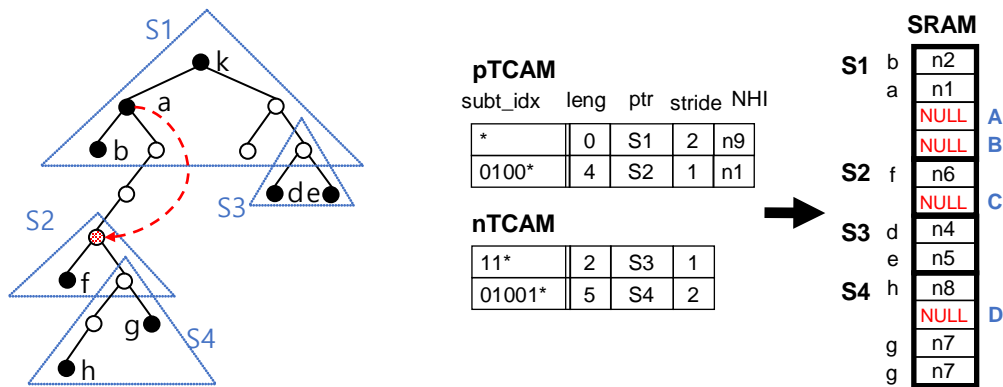 S1
k
a
b
d e
S3
S2
f
g
S4
h
pTCAM
subt_idx leng ptr stride NHI
* 0 S1 2 n9
0100* 4 S2 1 n1
nTCAM
11* 2 S3 1
01001* 5 S4 2
SRAM
S1 b n2
a n1
NULL A
NULL B
S2 f n6
NULL C
S3 d n4
e n5
S4 h n8
NULL D
g n7
g n7